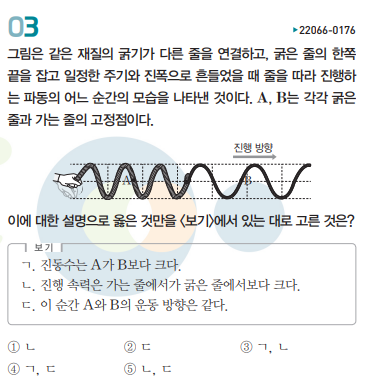 03
▶22066-0176
그림은 같은 재질의 굵기가 다른 줄을 연결하고, 굵은 줄의 한쪽
끝을 잡고 일정한 주기와 진폭으로 흔들었을 때 줄을 따라 진행하
는 파동의 어느 순간의 모습을 나타낸 것이다. A, B는 각각 굵은
줄과 가는 줄의 고정점이다.
진행 방향
A B
이에 대한 설명으로 옳은 것만을 〈보기〉에서 있는 대로 고른 것은?
보기
ㄱ. 진동수는 A가 B보다 크다.
ㄴ. 진행 속력은 가는 줄에서가 굵은 줄에서보다 크다.
ㄷ. 이 순간 A와 B의 운동 방향은 같다.
① ㄴ ② ㄷ ③ ㄱ, ㄴ
④ ㄱ, ㄷ ⑤ ㄴ, ㄷ